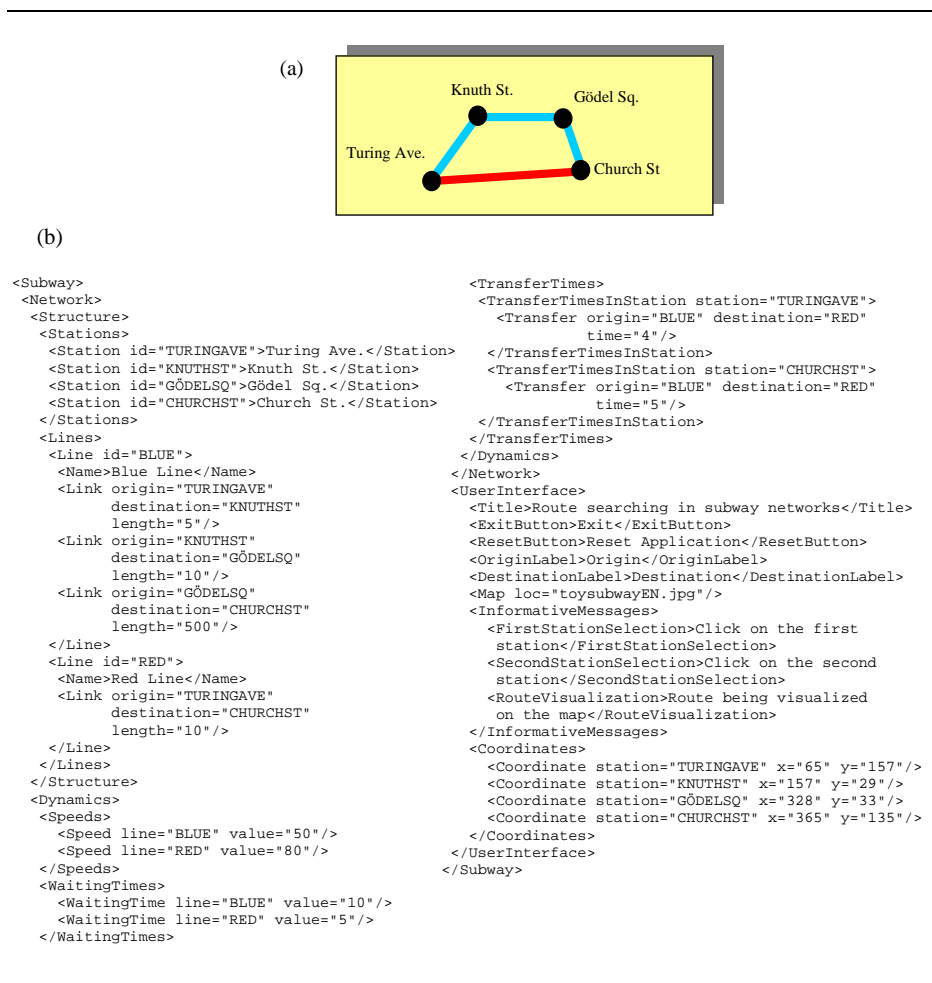 (a)
Knuth St.
Gödel Sq.
Turing Ave.
Church St
(b)
<Subway>
<Network>
<Structure>
<Stations>
<Station id="TURINGAVE">Turing Ave.</Station>
<Station id="KNUTHST">Knuth St.</Station>
<Station id="GÖDELSQ">Gödel Sq.</Station>
<Station id="CHURCHST">Church St.</Station>
</Stations>
<Lines>
<Line id="BLUE">
<Name>Blue Line</Name>
<Link origin="TURINGAVE"
destination="KNUTHST"
length="5"/>
<Link origin="KNUTHST"
destination="GÖDELSQ"
length="10"/>
<Link origin="GÖDELSQ"
destination="CHURCHST"
length="500"/>
</Line>
<Line id="RED">
<Name>Red Line</Name>
<Link origin="TURINGAVE"
destination="CHURCHST"
length="10"/>
</Line>
</Lines>
</Structure>
<Dynamics>
<Speeds>
<Speed line="BLUE" value="50"/>
<Speed line="RED" value="80"/>
</Speeds>
<WaitingTimes>
<WaitingTime line="BLUE" value="10"/>
<WaitingTime line="RED" value="5"/>
</WaitingTimes>
<TransferTimes>
<TransferTimesInStation station="TURINGAVE">
<Transfer origin="BLUE" destination="RED"
time="4"/>
</TransferTimesInStation>
<TransferTimesInStation station="CHURCHST">
<Transfer origin="BLUE" destination="RED"
time="5"/>
</TransferTimesInStation>
</TransferTimes>
</Dynamics>
</Network>
<UserInterface>
<Title>Route searching in subway networks</Title>
<ExitButton>Exit</ExitButton>
<ResetButton>Reset Application</ResetButton>
<OriginLabel>Origin</OriginLabel>
<DestinationLabel>Destination</DestinationLabel>
<Map loc="toysubwayEN.jpg"/>
<InformativeMessages>
<FirstStationSelection>Click on the first
station</FirstStationSelection>
<SecondStationSelection>Click on the second
station</SecondStationSelection>
<RouteVisualization>Route being visualized
on the map</RouteVisualization>
</InformativeMessages>
<Coordinates>
<Coordinate station="TURINGAVE" x="65" y="157"/>
<Coordinate station="KNUTHST" x="157" y="29"/>
<Coordinate station="GÖDELSQ" x="328" y="33"/>
<Coordinate station="CHURCHST" x="365" y="135"/>
</Coordinates>
</UserInterface>
</Subway>